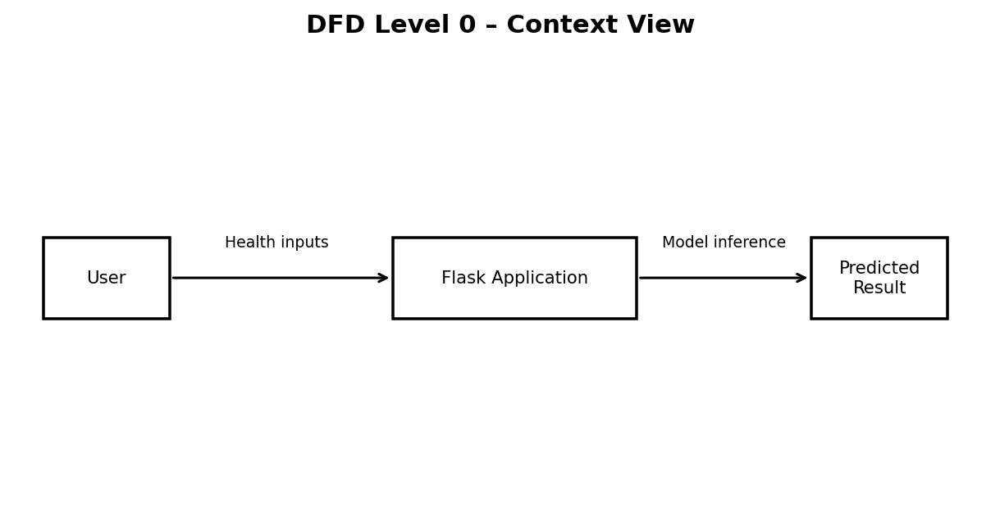 DFD Level 0 – Context View
Health inputs
Model inference
User
Flask Application
Predicted
Result